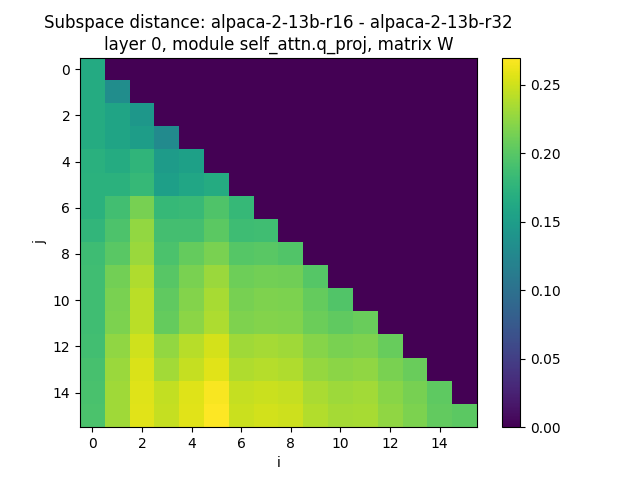 Subspace distance: alpaca-2-13b-r16 - alpaca-2-13b-r32
layer 0, module self_attn.q_proj, matrix W
0
2
4
6
8
10
12
14
j
0 2 4 6 8 10 12 14
i
0.25
0.20
0.15
0.10
0.05
0.00